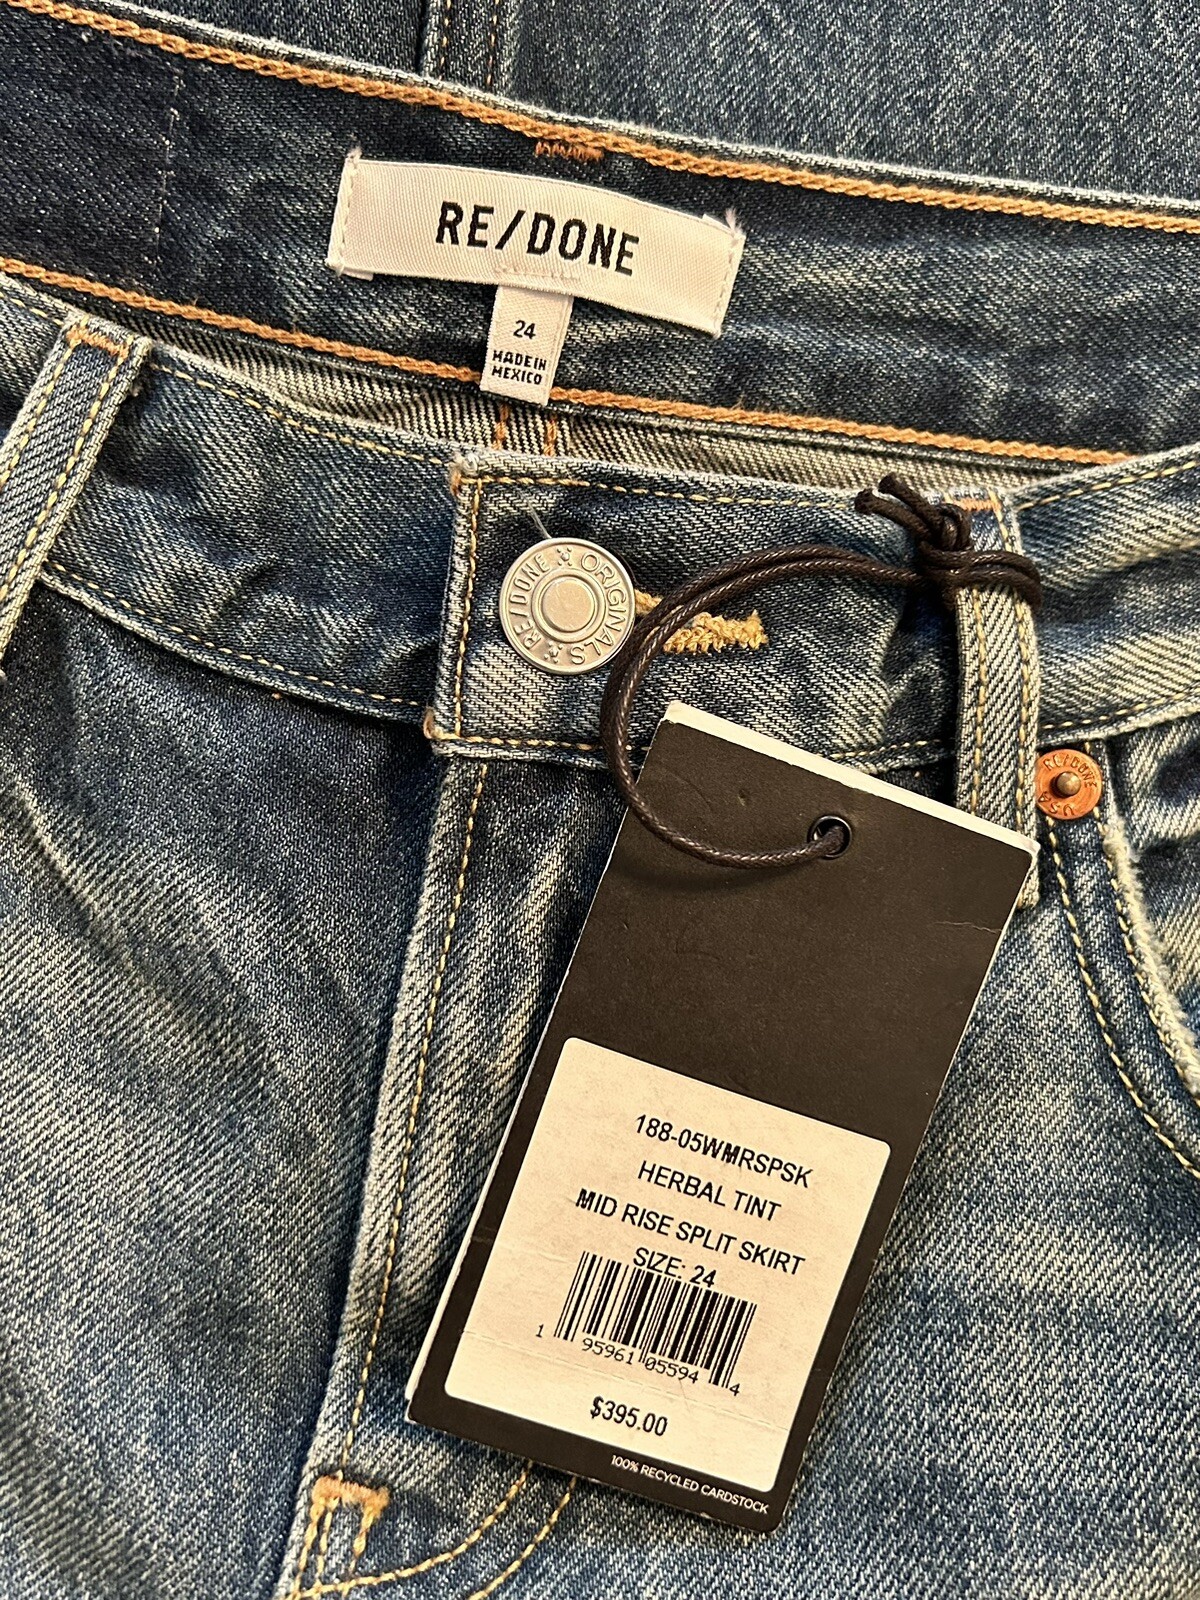 RE/DONE
24
MADE IN
MEXICO
RE/DONE ORIGINALS
RE/DONE
USA
188-05WMRSPSK
HERBAL TINT
MID RISE SPLIT SKIRT
SIZE: 24
1 95961 05594 4
$395.00
100% RECYCLED CARDSTOCK